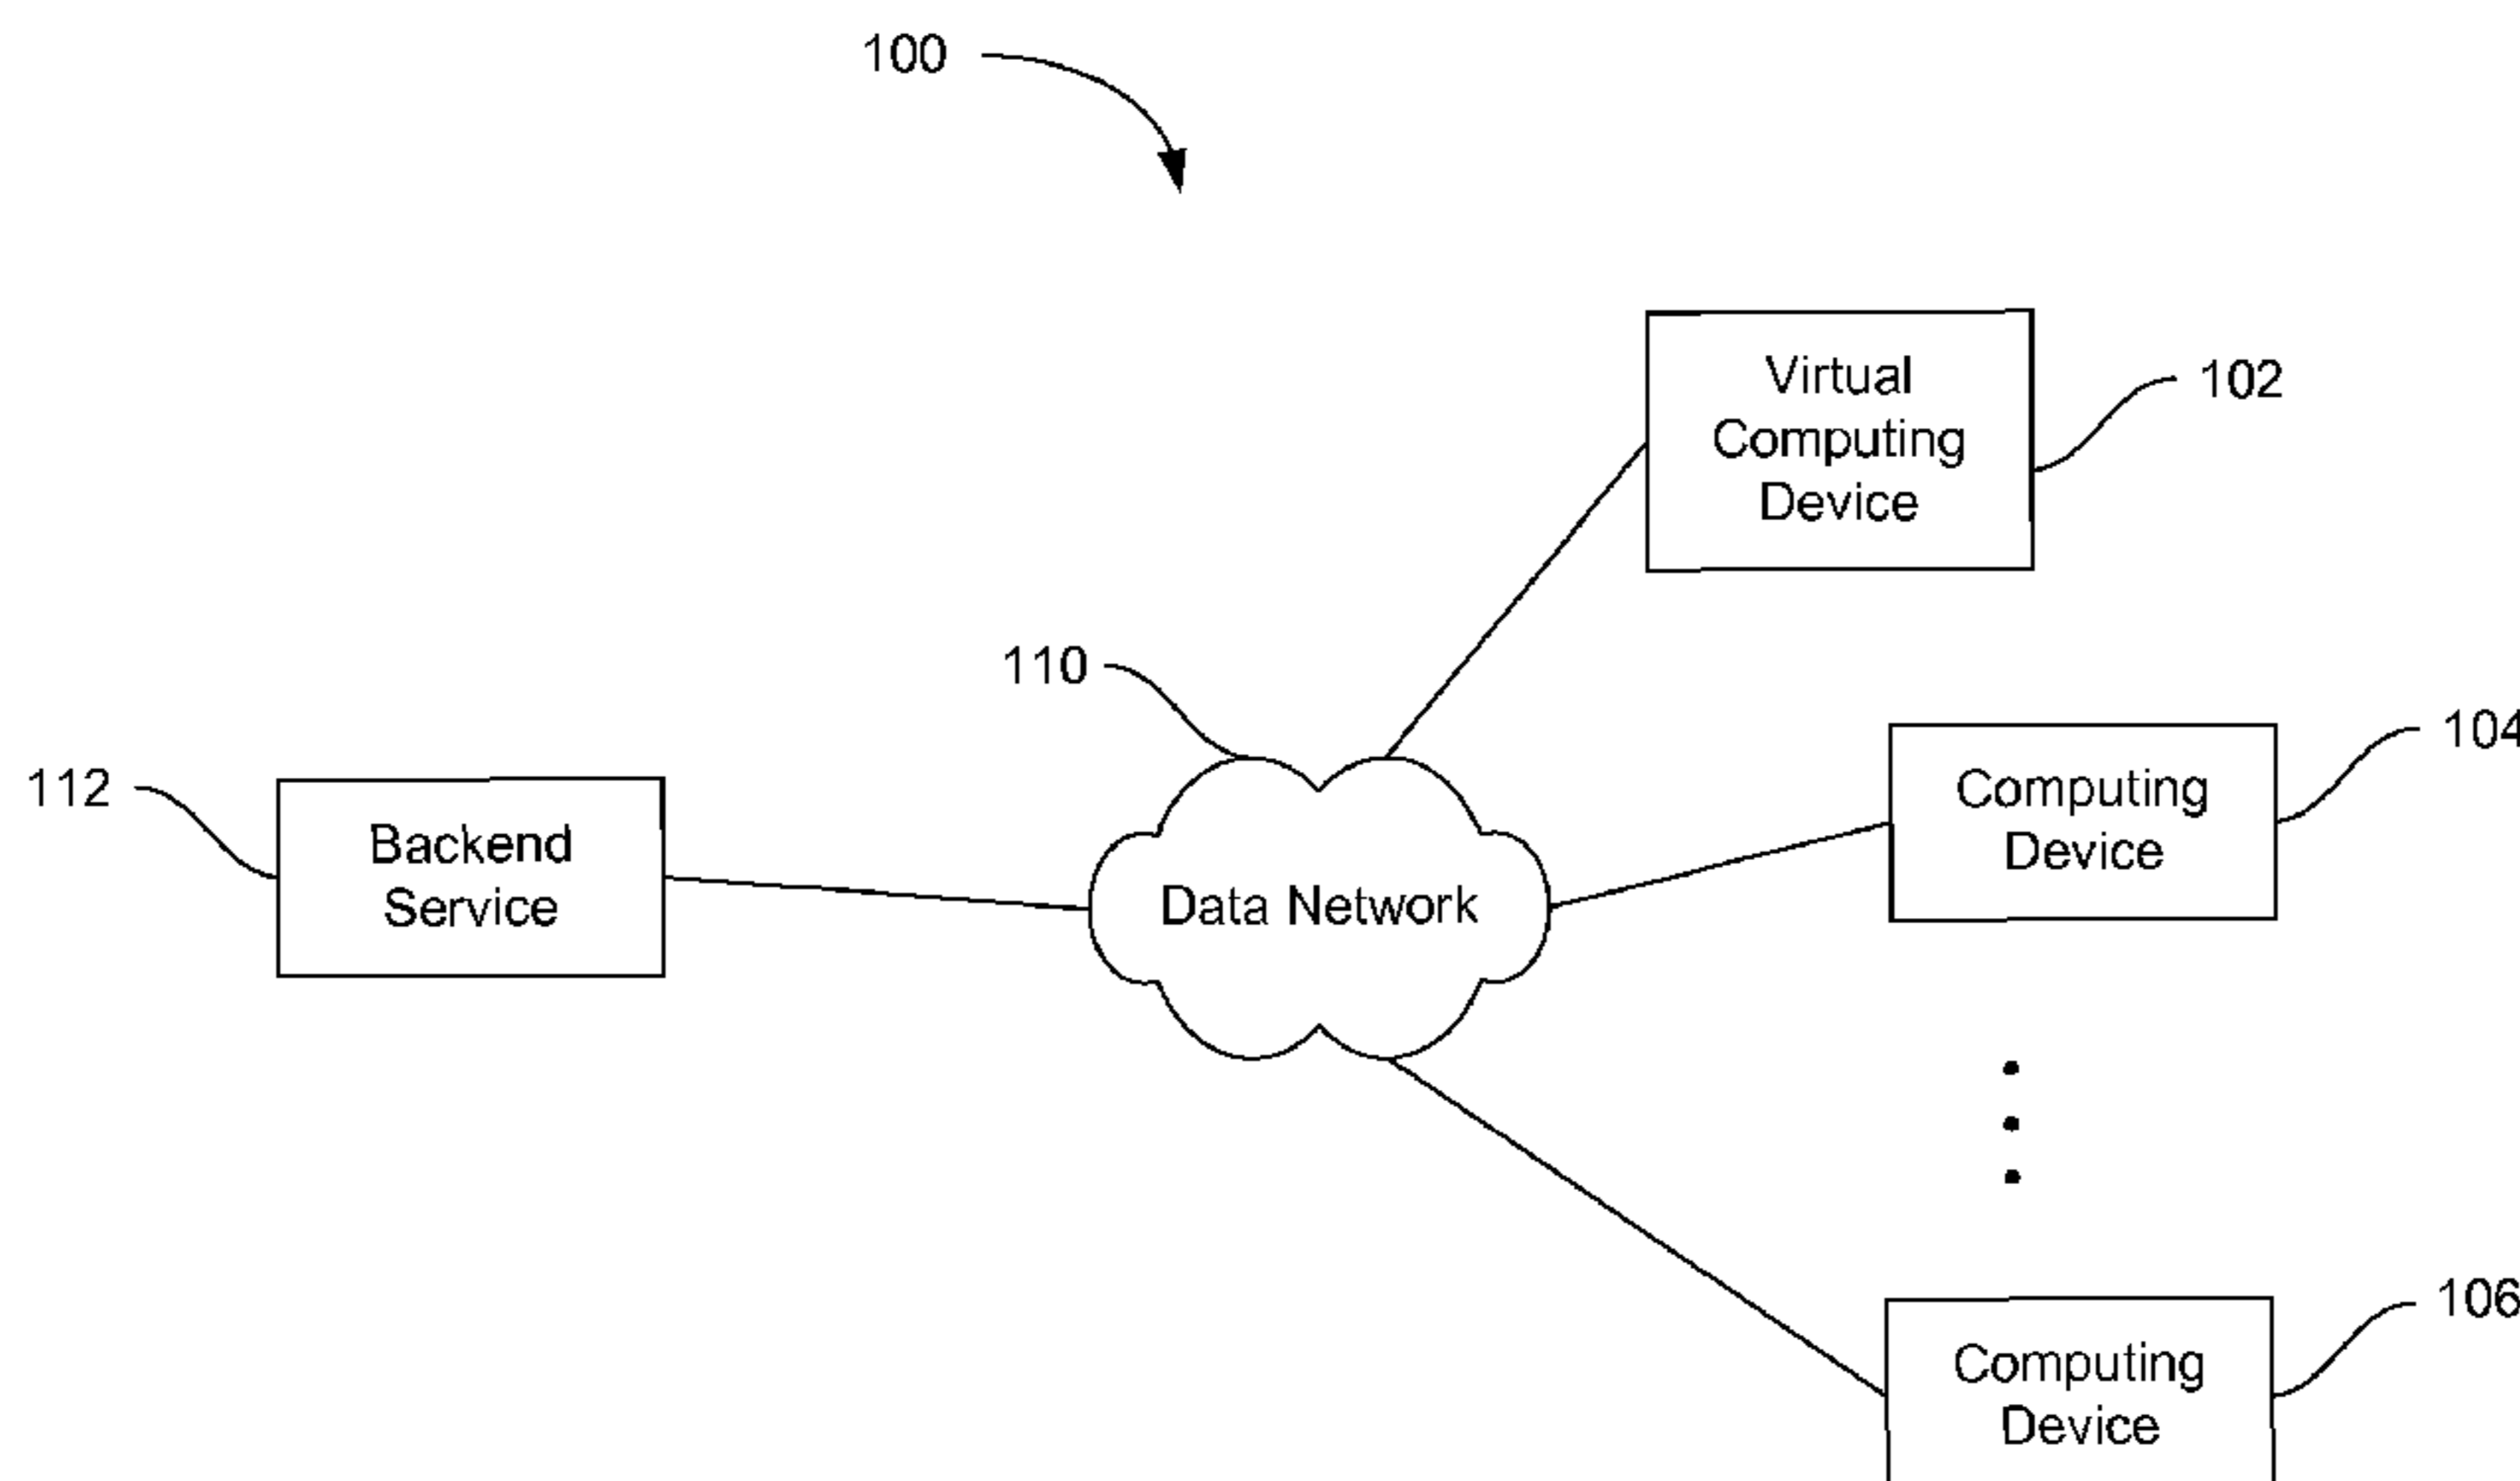 100
Virtual
Computing
Device
102
110
104
Computing
Device
112
Backend
Service
Data Network
106
Computing
Device